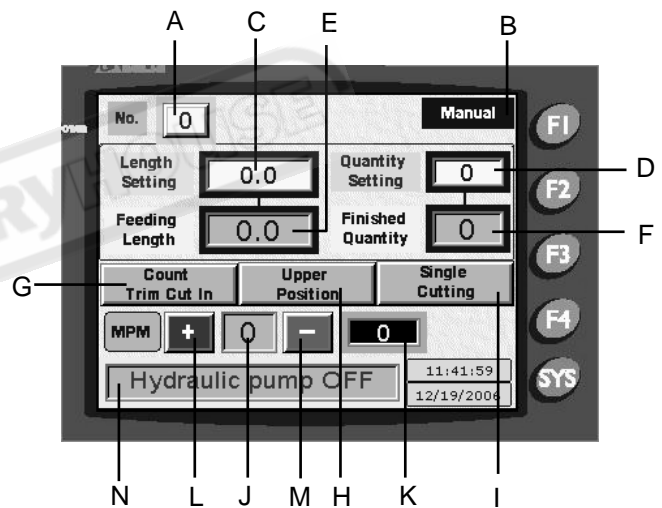 A C E B
No. 0 Manual F1
Length Setting 0.0 Quantity Setting 0 D
F2
Feeding Length 0.0 Finished Quantity 0 F
F3
G Count Trim Cut In Upper Position Single Cutting
MPM + 0 − 0 F4
Hydraulic pump OFF 11:41:59
12/19/2006 SYS
N L J M H K I